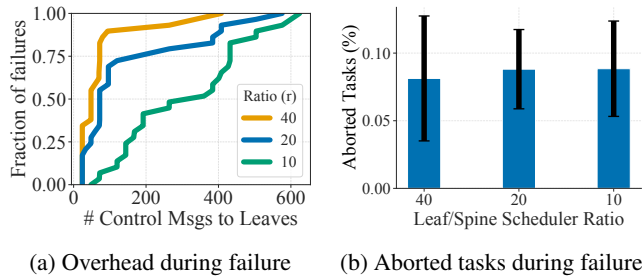 1.00
0.75
0.50
0.25
0.00
Fraction of failures
Ratio (r)
40
20
10
0 200 400 600
# Control Msgs to Leaves
(a) Overhead during failure
0.10
0.05
0.00
Aborted Tasks (%)
40 20 10
Leaf/Spine Scheduler Ratio
(b) Aborted tasks during failure